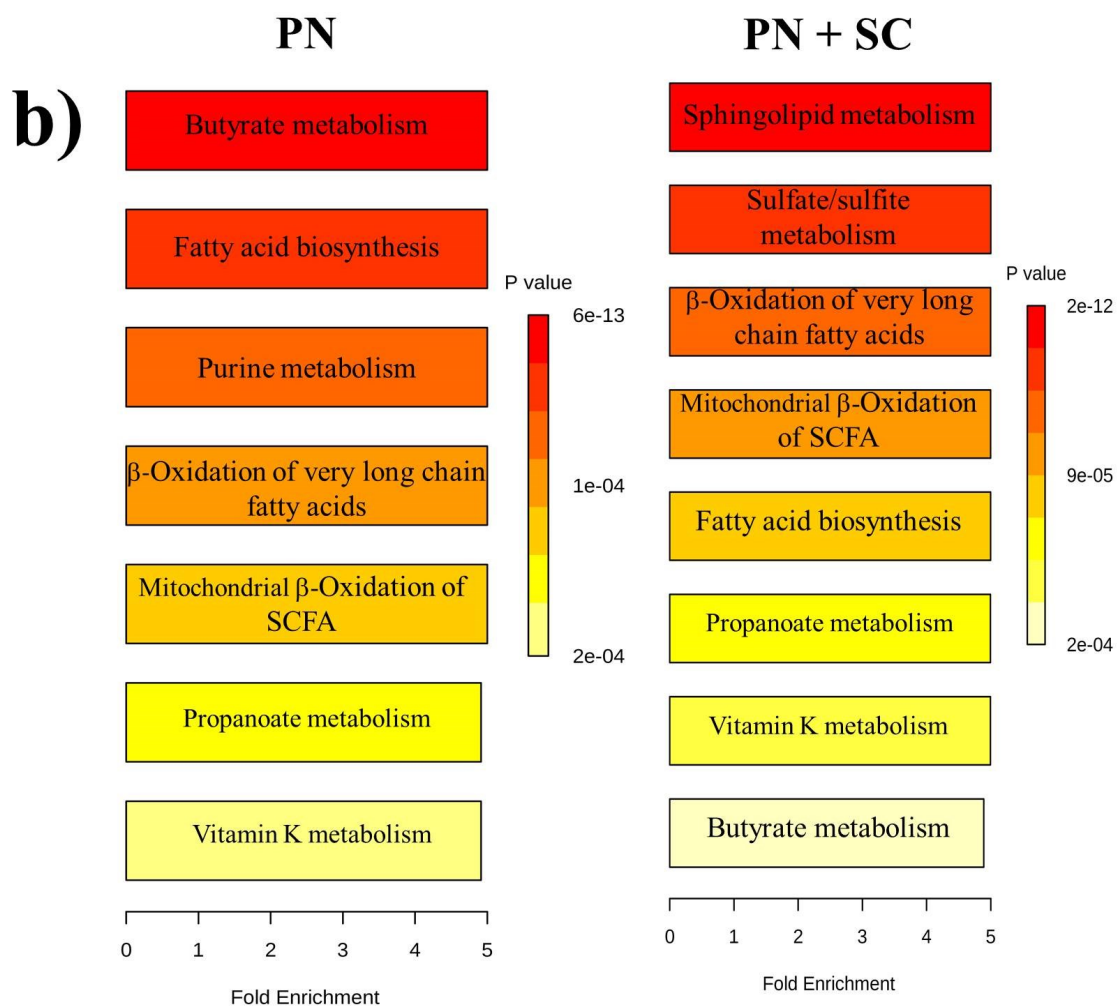 PN
PN + SC
b)
Butyrate metabolism
Fatty acid biosynthesis
Purine metabolism
β-Oxidation of very long chain
fatty acids
Mitochondrial β-Oxidation of
SCFA
Propanoate metabolism
Vitamin K metabolism
0 1 2 3 4 5
Fold Enrichment
P value
6e-13
1e-04
2e-04
Sphingolipid metabolism
Sulfate/sulfite
metabolism
β-Oxidation of very long
chain fatty acids
Mitochondrial β-Oxidation
of SCFA
Fatty acid biosynthesis
Propanoate metabolism
Vitamin K metabolism
Butyrate metabolism
0 1 2 3 4 5
Fold Enrichment
P value
2e-12
9e-05
2e-04